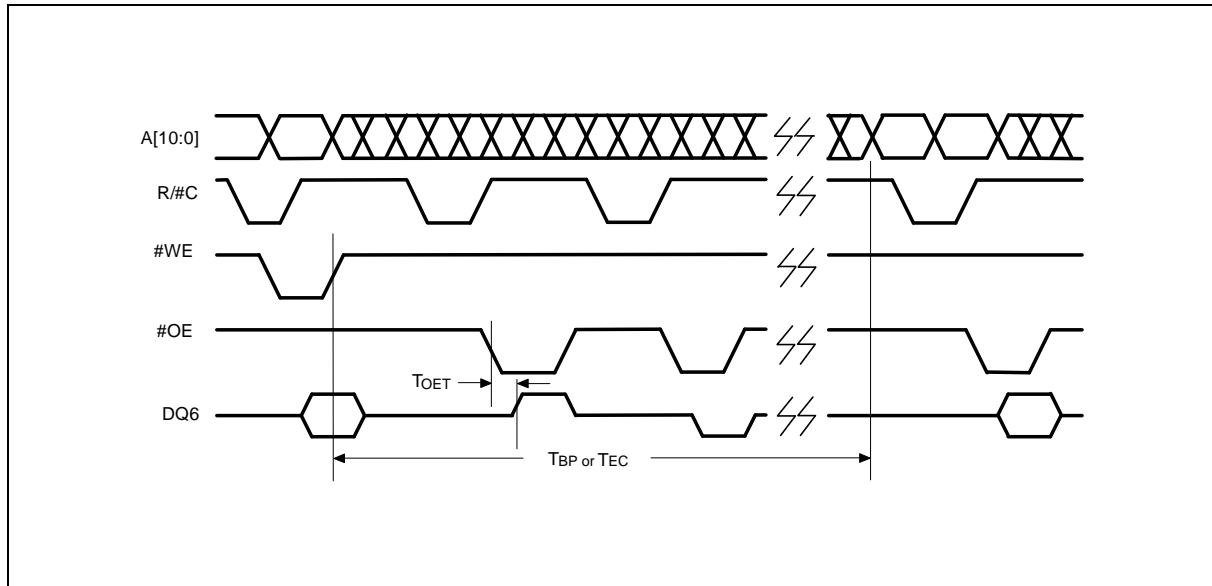 A[10:0]
R/#C
#WE
#OE
TOET
DQ6
TBP or TEC